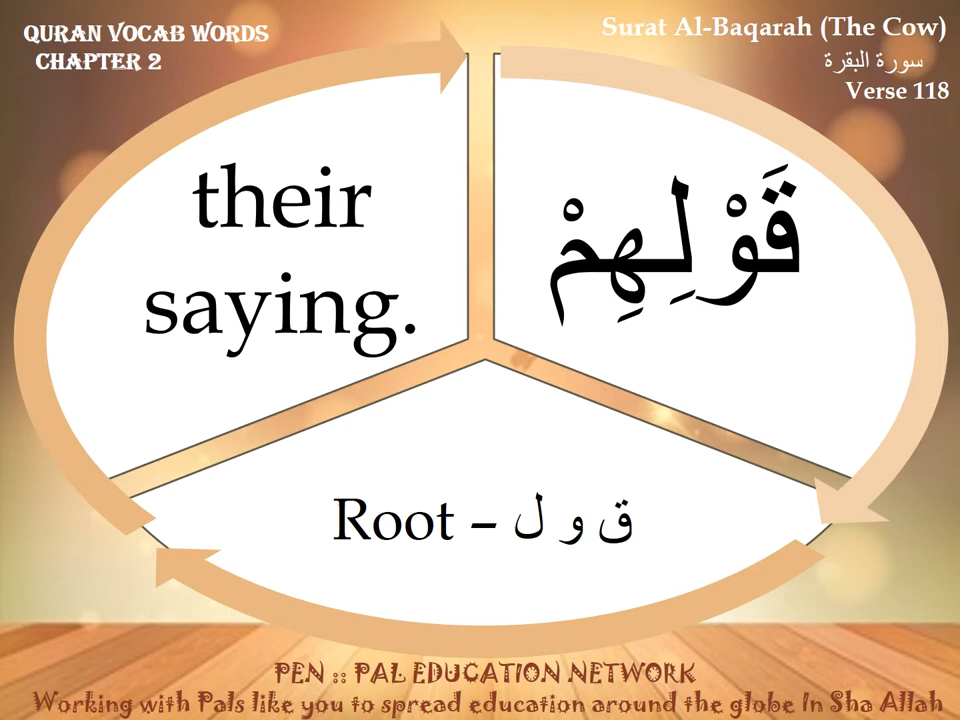 QURAN VOCAB WORDS
CHAPTER 2
Surat Al-Baqarah (The Cow)
سورة البقرة
Verse 118
their
saying.
قَوْلِهِمْ
Root – ق و ل
PEN :: PAL EDUCATION NETWORK
Working with Pals like you to spread education around the globe In Sha Allah